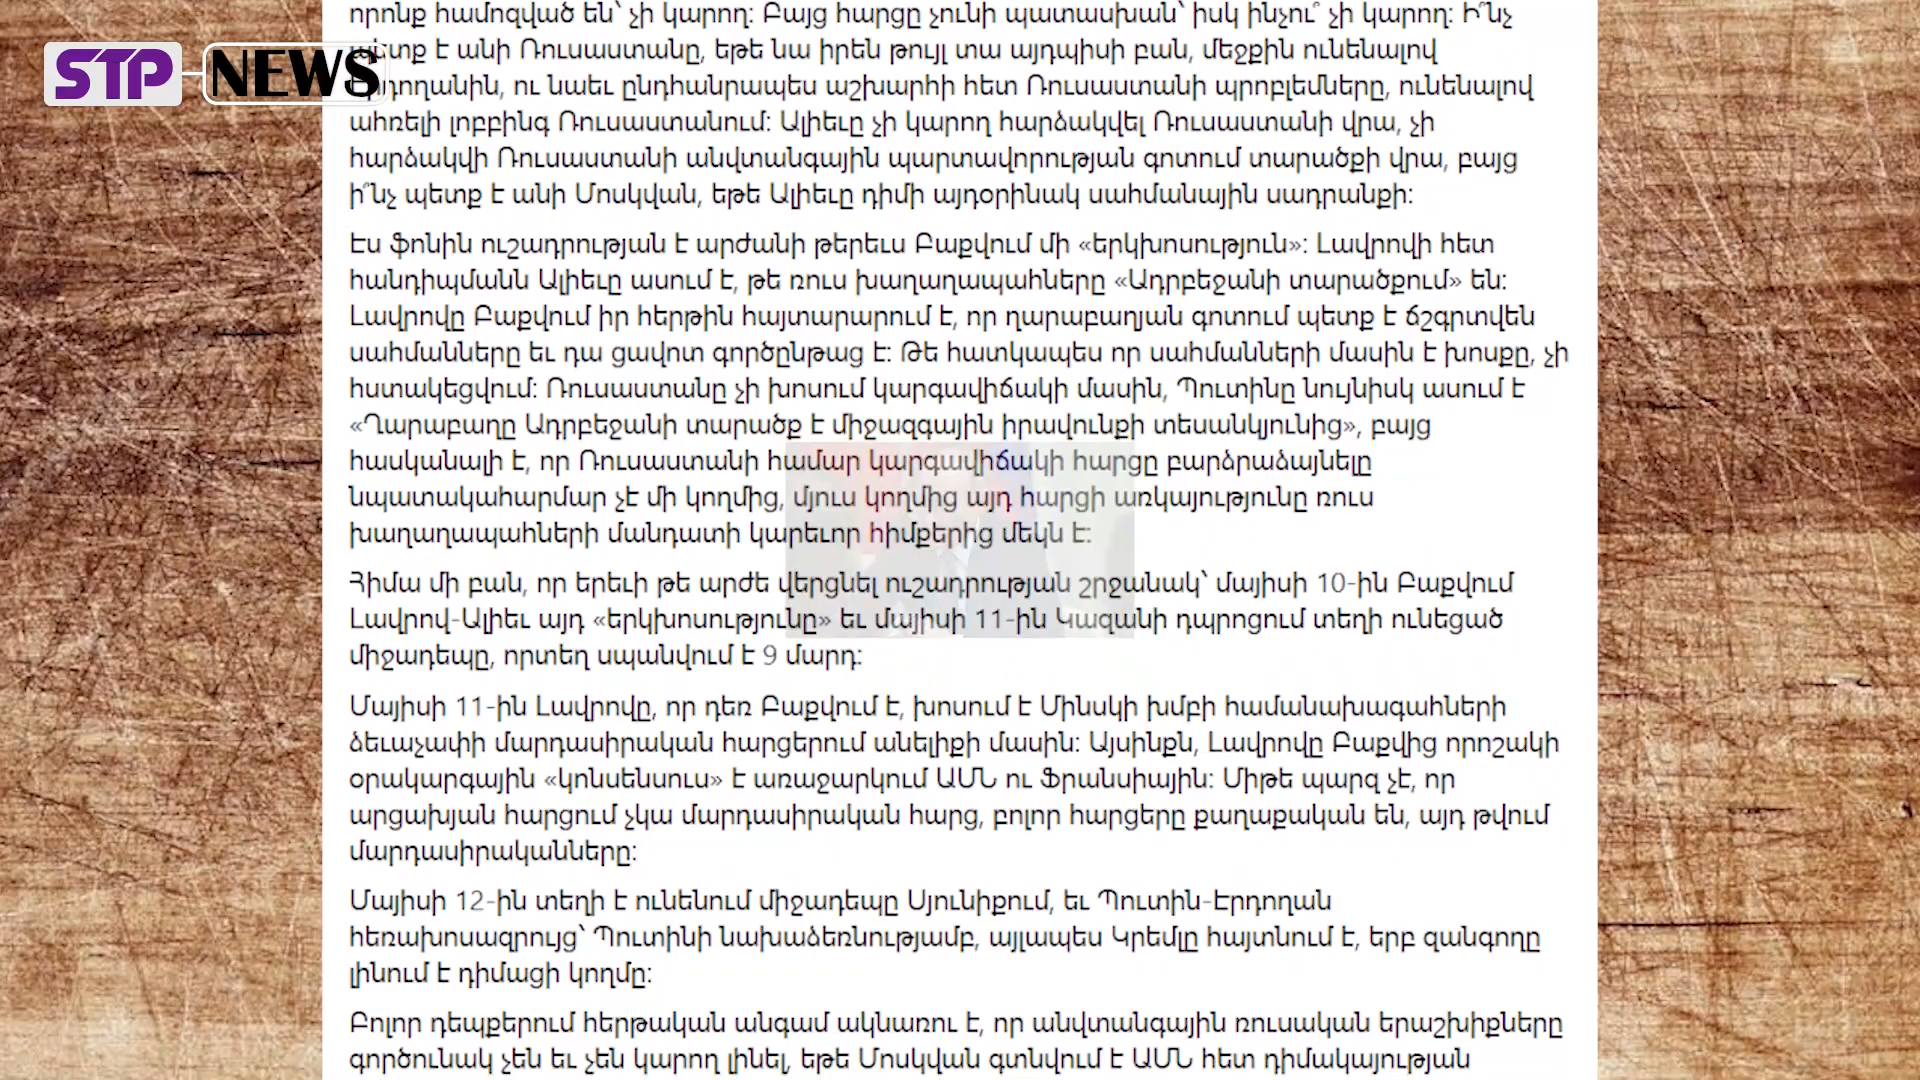 որոնք համոզված են՝ չի կարող: Բայց հարցը չունի պատասխան՝ իսկ ինչու՞ չի կարող: Ի՞նչ
պետք է անի Ռուսաստանը, եթե նա իրեն թույլ տա այդպիսի բան, մեջքին ունենալով
Էրդողանին, ու նաեւ ընդհանրապես աշխարհի հետ Ռուսաստանի պրոբլեմները, ունենալով
ահռելի լոբբինգ Ռուսաստանում: Ալիեւը չի կարող հարձակվել Ռուսաստանի վրա, չի
հարձակվի Ռուսաստանի անվտանգային պարտավորության գոտում տարածքի վրա, բայց
ի՞նչ պետք է անի Մոսկվան, եթե Ալիեւը դիմի այդօրինակ սահմանային սադրանքի:
STP NEWS
Էս ֆոնին ուշադրության է արժանի թերեւս Բաքվում մի «երկխոսություն»: Լավրովի հետ
հանդիպմանն Ալիեւը ասում է, թե ռուս խաղաղապահները «Ադրբեջանի տարածքում» են:
Լավրովը Բաքվում իր հերթին հայտարարում է, որ ղարաբաղյան գոտում պետք է ճշգրտվեն
սահմանները եւ դա ցավոտ գործընթաց է: Թե հատկապես որ սահմանների մասին է խոսքը, չի
հստակեցվում: Ռուսաստանը չի խոսում կարգավիճակի մասին, Պուտինը նույնիսկ ասում է
«Ղարաբաղը Ադրբեջանի տարածք է միջազգային իրավունքի տեսանկյունից», բայց
հասկանալի է, որ Ռուսաստանի համար կարգավիճակի հարցը բարձրաձայնելը
նպատակահարմար չէ մի կողմից, մյուս կողմից այդ հարցի առկայությունը ռուս
խաղաղապահների մանդատի կարեւոր հիմքերից մեկն է:
Հիմա մի բան, որ երեւի թե արժե վերցնել ուշադրության շրջանակ՝ մայիսի 10-ին Բաքվում
Լավրով-Ալիեւ այդ «երկխոսությունը» եւ մայիսի 11-ին Կազանի դպրոցում տեղի ունեցած
միջադեպը, որտեղ սպանվում է 9 մարդ:
Մայիսի 11-ին Լավրովը, որ դեռ Բաքվում է, խոսում է Մինսկի խմբի համանախագահների
ձեւաչափի մարդասիրական հարցերում անելիքի մասին: Այսինքն, Լավրովը Բաքվից որոշակի
օրակարգային «կոնսենսուս» է առաջարկում ԱՄՆ ու Ֆրանսիային: Միթե պարզ չէ, որ
արցախյան հարցում չկա մարդասիրական հարց, բոլոր հարցերը քաղաքական են, այդ թվում
մարդասիրականները:
Մայիսի 12-ին տեղի է ունենում միջադեպը Սյունիքում, եւ Պուտին-Էրդողան
հեռախոսազրույց՝ Պուտինի նախաձեռնությամբ, այլապես Կրեմլը հայտնում է, երբ զանգողը
լինում է դիմացի կողմը:
Բոլոր դեպքերում հերթական անգամ ակնառու է, որ անվտանգային ռուսական երաշխիքները
գործունակ չեն եւ չեն կարող լինել, եթե Մոսկվան գտնվում է ԱՄՆ հետ դիմակայության